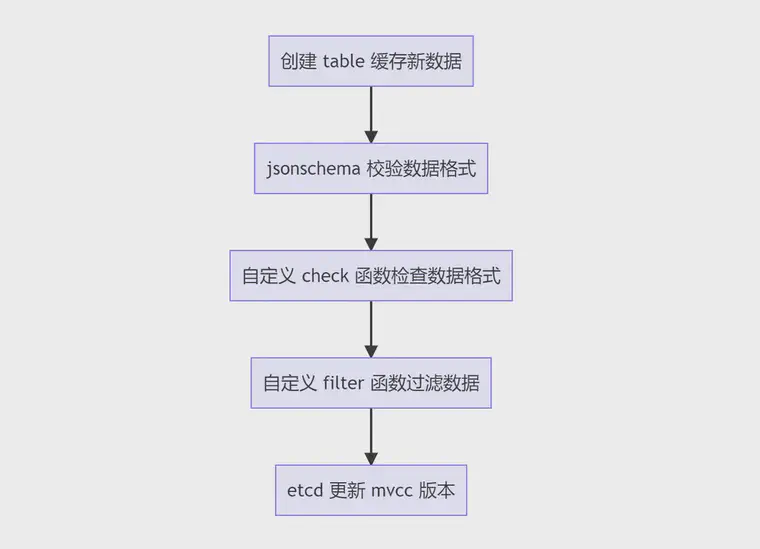 创建 table 缓存新数据
jsonschema 校验数据格式
自定义 check 函数检查数据格式
自定义 filter 函数过滤数据
etcd 更新 mvcc 版本